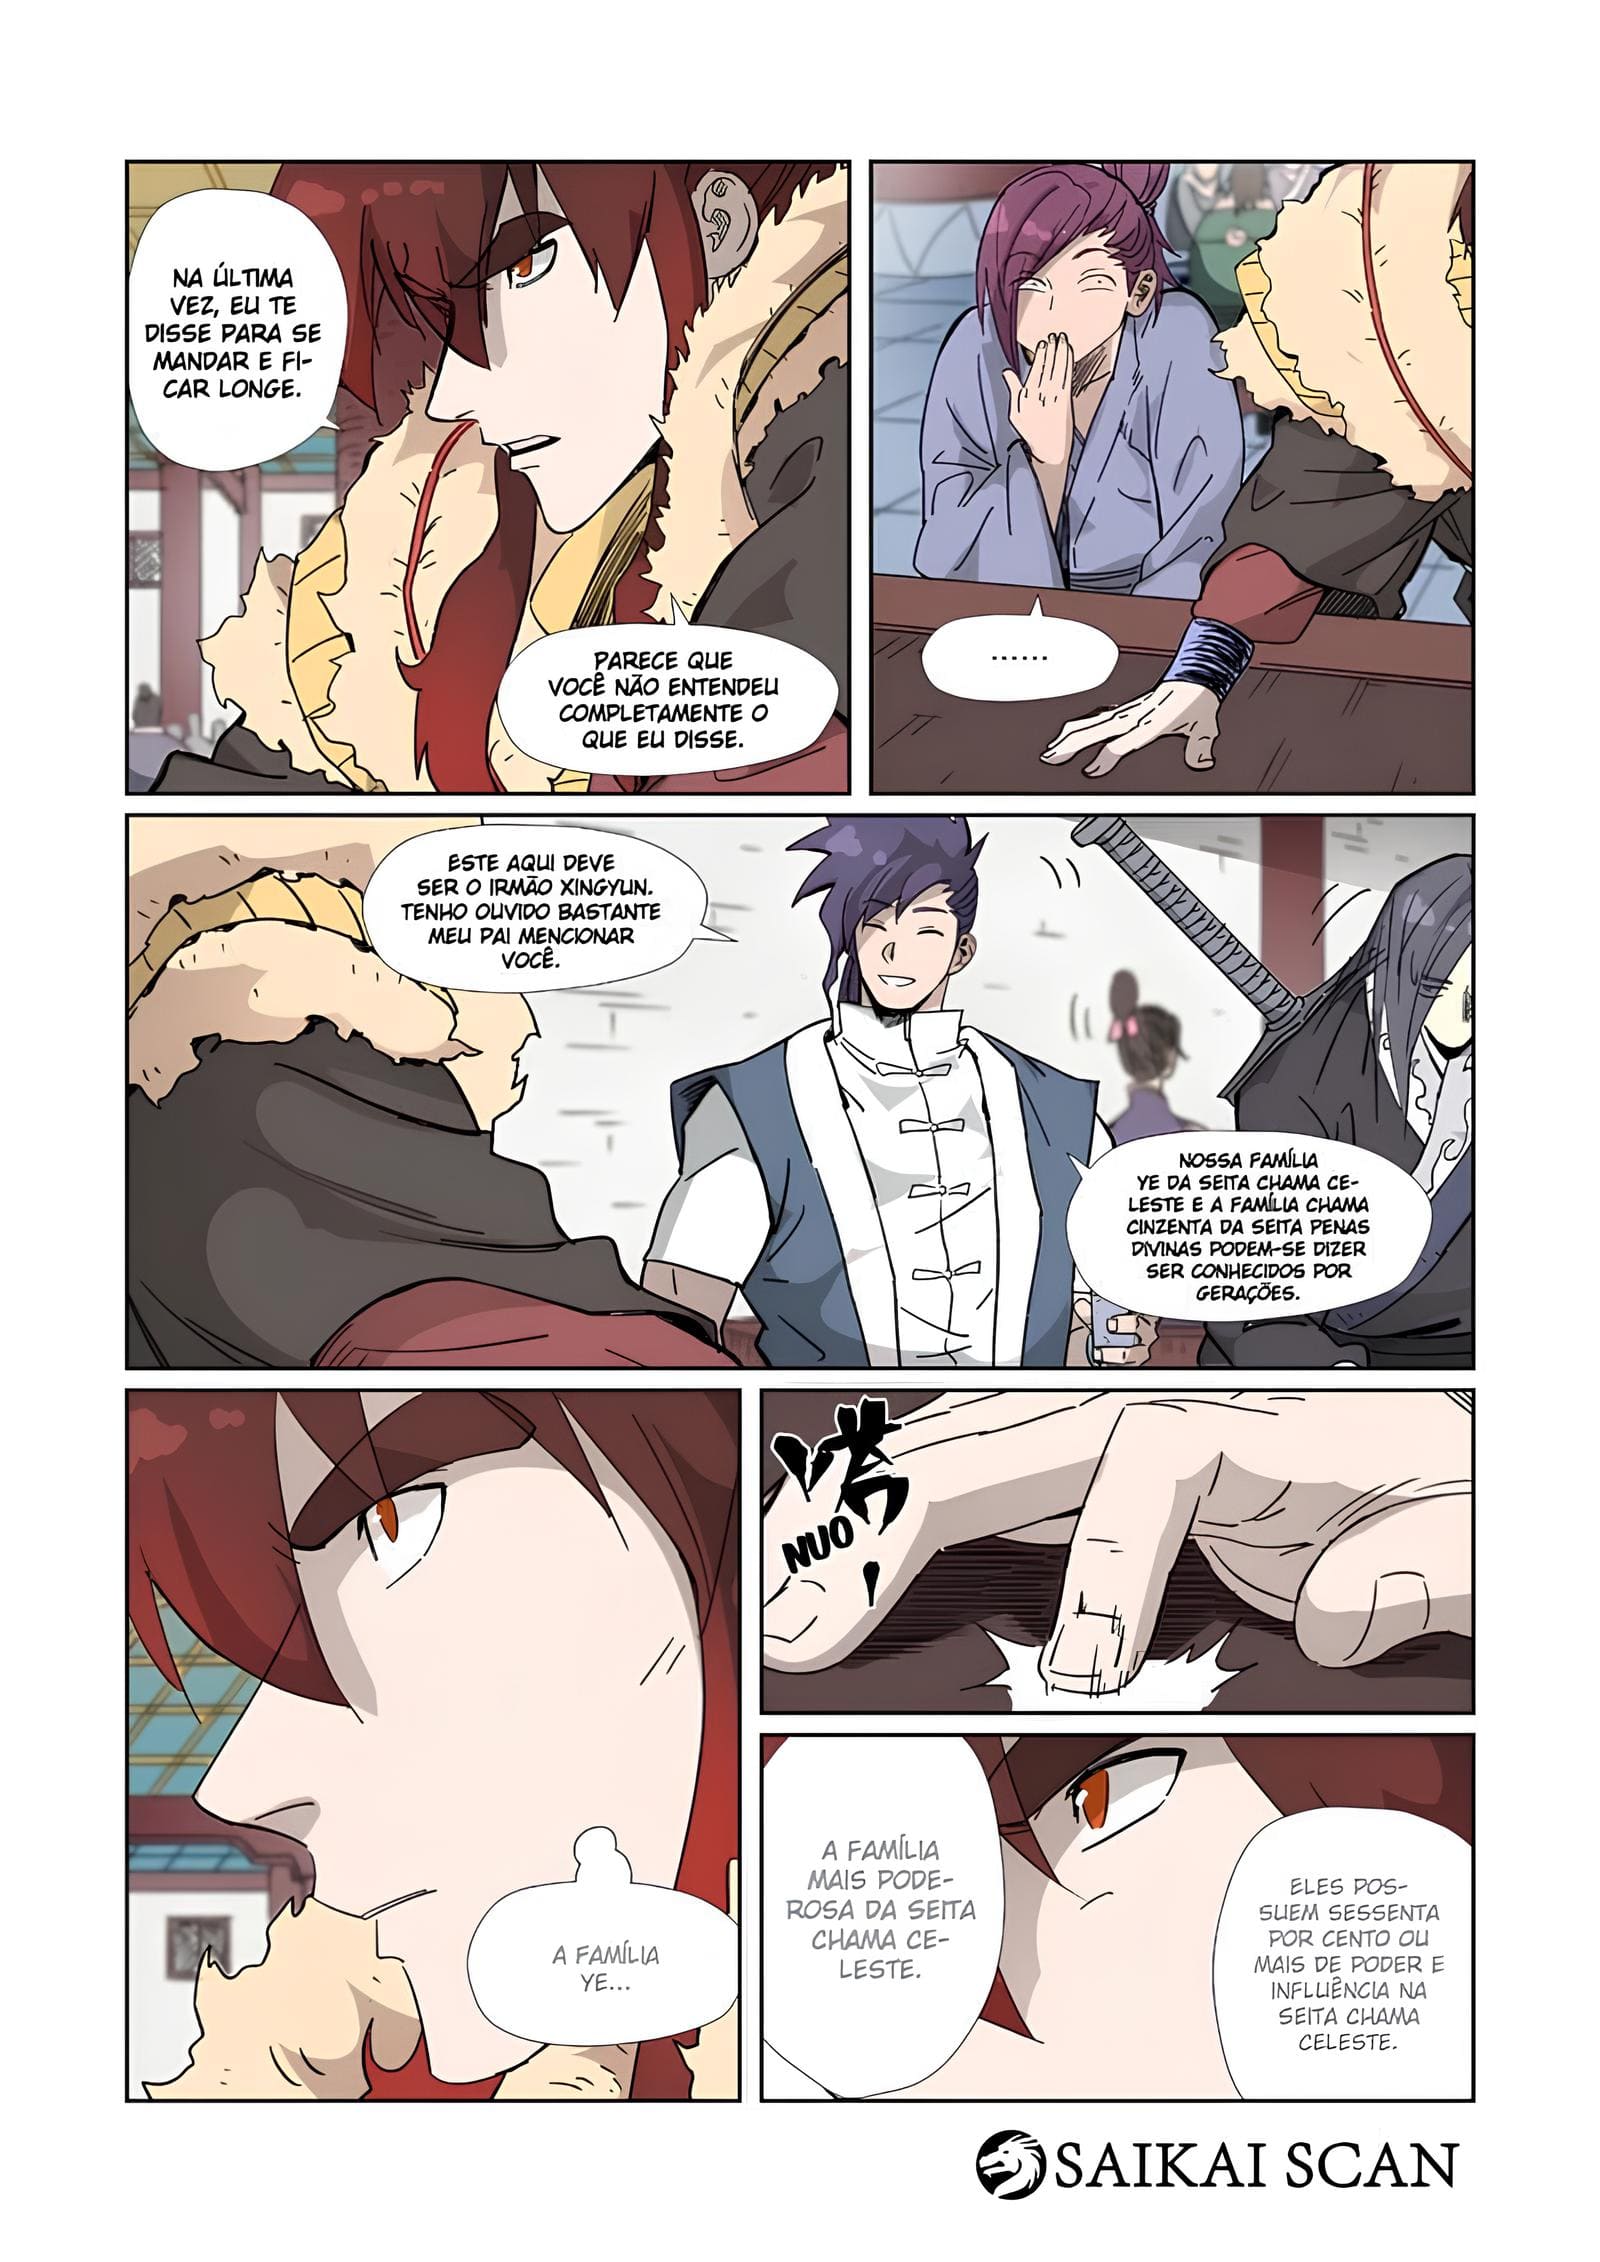 NA ÚLTIMA
VEZ, EU TE
DISSE PARA SE
MANDAR E FI-
CAR LONGE.
PARECE QUE
VOCÊ NÃO ENTENDEU
COMPLETAMENTE O
QUE EU DISSE.
......
ESTE AQUI DEVE
SER O IRMÃO XINGYUN.
TENHO OUVIDO BASTANTE
MEU PAI MENCIONAR
VOCÊ.
NOSSA FAMÍLIA
YE DA SEITA CHAMA CE-
LESTE E A FAMÍLIA CHAMA
CINZENTA DA SEITA PENAS
DIVINAS PODEM-SE DIZER
SER CONHECIDOS POR
GERAÇÕES.
A FAMÍLIA
YE...
嗒
NUO
A FAMÍLIA
MAIS PODE-
ROSA DA SEITA
CHAMA CE-
LESTE.
ELES POS-
SUEM SESSENTA
POR CENTO OU
MAIS DE PODER E
INFLUÊNCIA NA
SEITA CHAMA
CELESTE.
SAIKAI SCAN